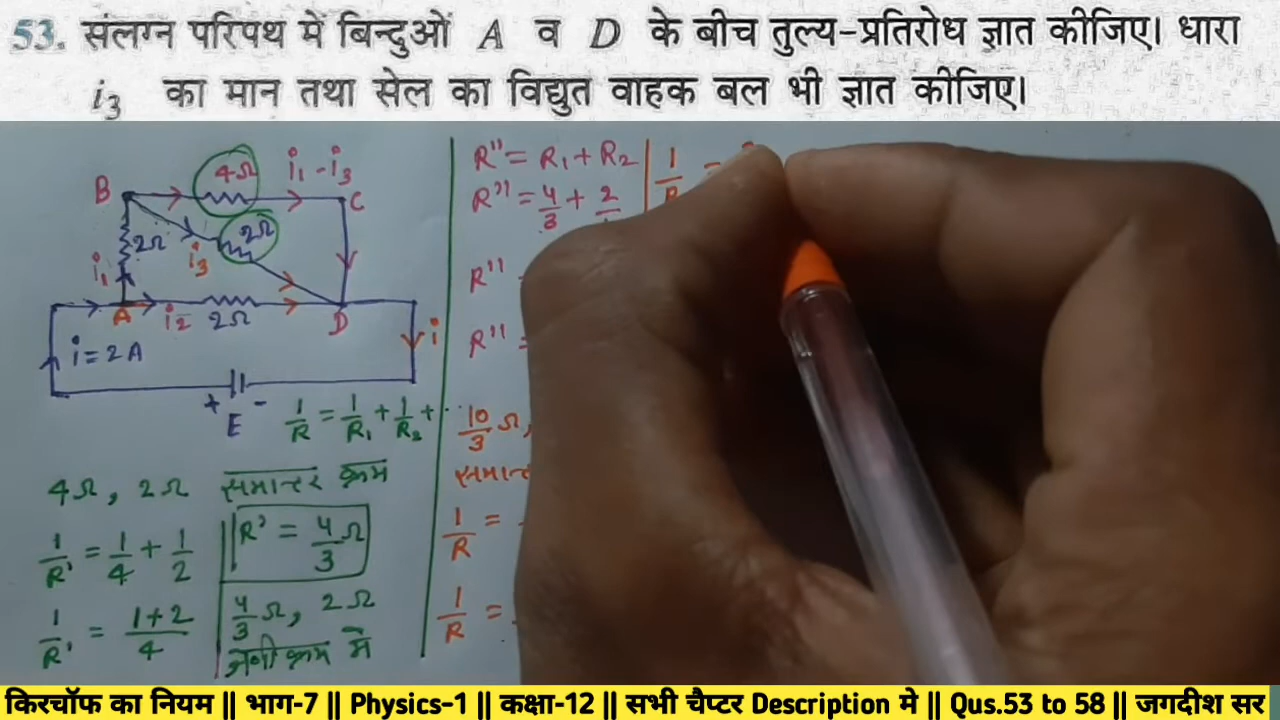 53. संलग्न परिपथ में बिन्दुओं A व D के बीच तुल्य-प्रतिरोध ज्ञात कीजिए। धारा
i₃ का मान तथा सेल का विद्युत वाहक बल भी ज्ञात कीजिए।
B 4Ω i₁-i₃ C
2Ω i₃ 2Ω
i₁
A i₂ 2Ω D
i=2A i
+ E -
1/R = 1/R₁ + 1/R₂ + ..
4Ω, 2Ω समान्तर क्रम
1/R' = 1/4 + 1/2
1/R' = (1+2)/4
R' = 4/3 Ω
4/3 Ω, 2Ω
श्रेणी क्रम में
R'' = R₁ + R₂
R'' = 4/3 + 2/
R''
R'' =
10/3 Ω,
1/R =
1/R =
किरचॉफ का नियम || भाग-7 || Physics-1 || कक्षा-12 || सभी चैप्टर Description मे || Qus.53 to 58 || जगदीश सर